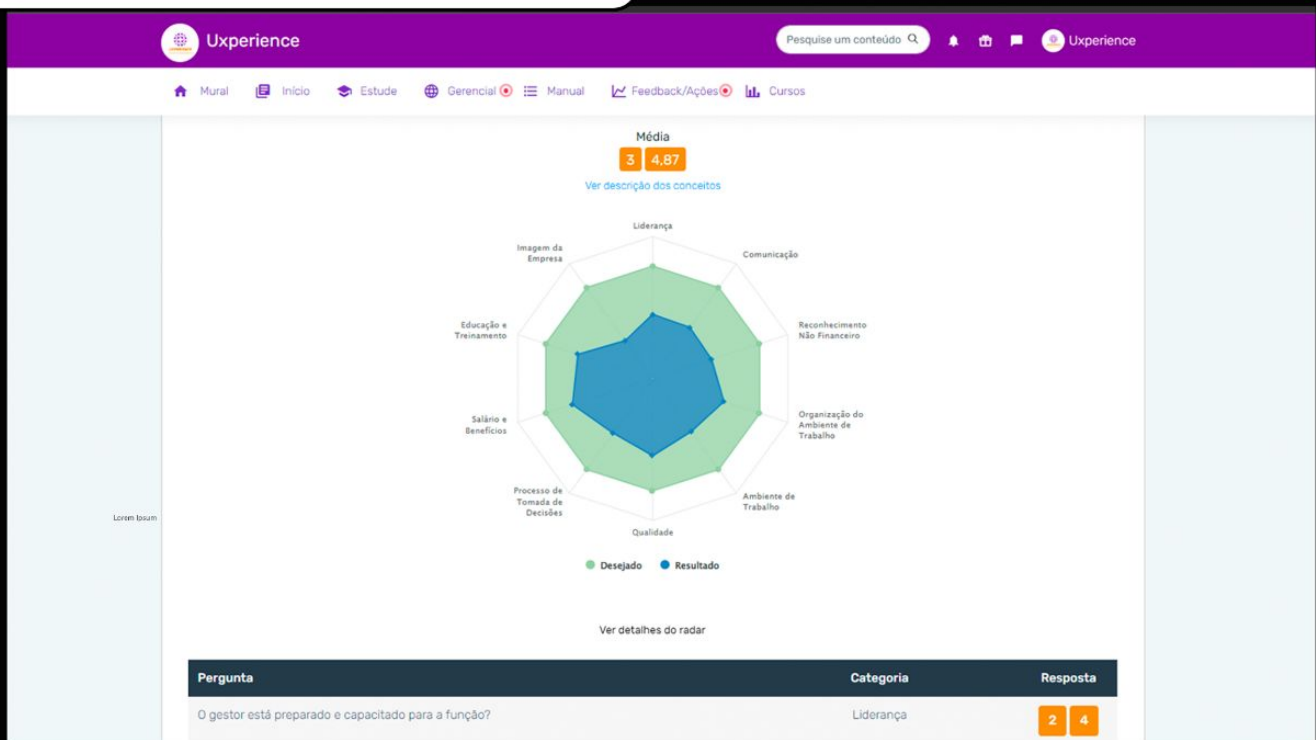 Uxperience
Pesquise um conteúdo
Uxperience
Mural
Início
Estude
Gerencial
Manual
Feedback/Ações
Cursos
Média
3 4,87
Ver descrição dos conceitos
Liderança
Imagem da
Empresa
Comunicação
Educação e
Treinamento
Reconhecimento
Não Financeiro
Salário e
Benefícios
Organização do
Ambiente de
Trabalho
Processo de
Tomada de
Decisões
Ambiente de
Trabalho
Qualidade
Lorem Ipsum
Desejado Resultado
Ver detalhes do radar
Pergunta Categoria Resposta
O gestor está preparado e capacitado para a função? Liderança 2 4